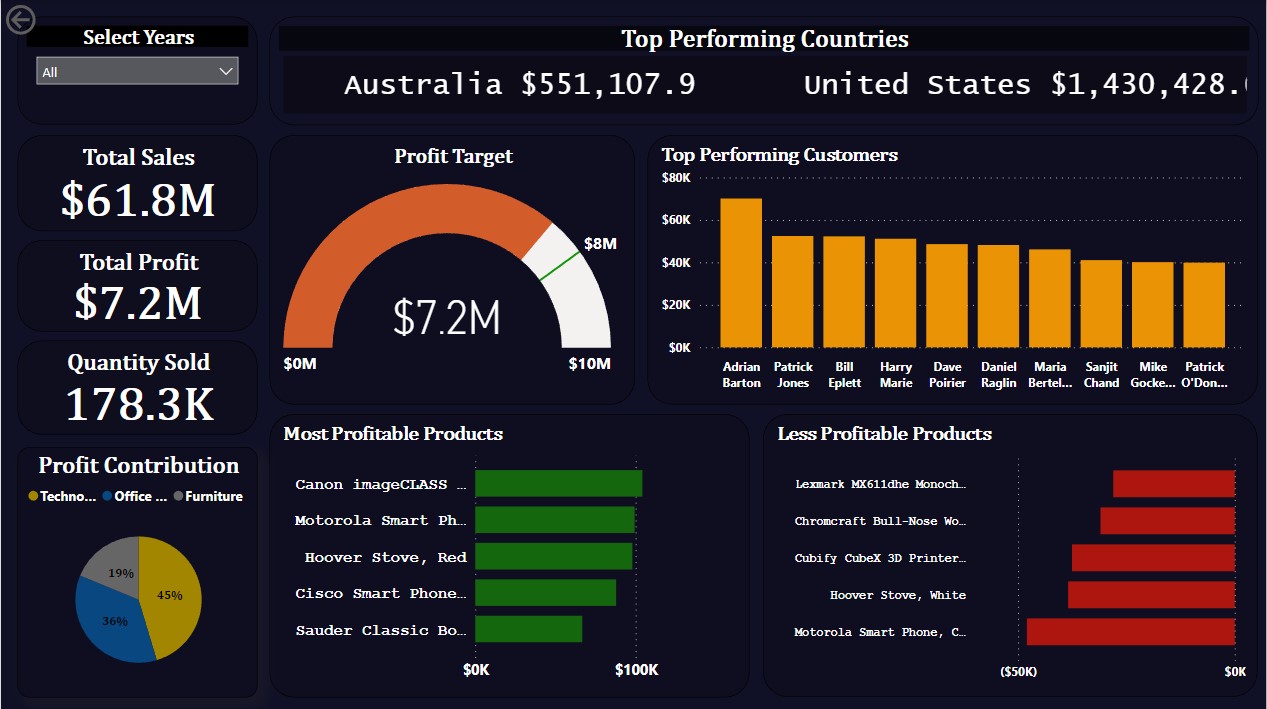 Select Years
All
Top Performing Countries
Australia $551,107.9
United States $1,430,428.
Total Sales
$61.8M
Total Profit
$7.2M
Quantity Sold
178.3K
Profit Contribution
Techno... Office ... Furniture
19%
45%
36%
Profit Target
$8M
$7.2M
$0M
$10M
Top Performing Customers
$80K
$60K
$40K
$20K
$0K
Adrian Barton
Patrick Jones
Bill Eplett
Harry Marie
Dave Poirier
Daniel Raglin
Maria Bertel...
Sanjit Chand
Mike Gocke...
Patrick O'Don...
Most Profitable Products
Canon imageCLASS …
Motorola Smart Ph…
Hoover Stove, Red
Cisco Smart Phone…
Sauder Classic Bo…
$0K
$100K
Less Profitable Products
Lexmark MX611dhe Monoch…
Chromcraft Bull-Nose Wo…
Cubify CubeX 3D Printer…
Hoover Stove, White
Motorola Smart Phone, C…
($50K)
$0K